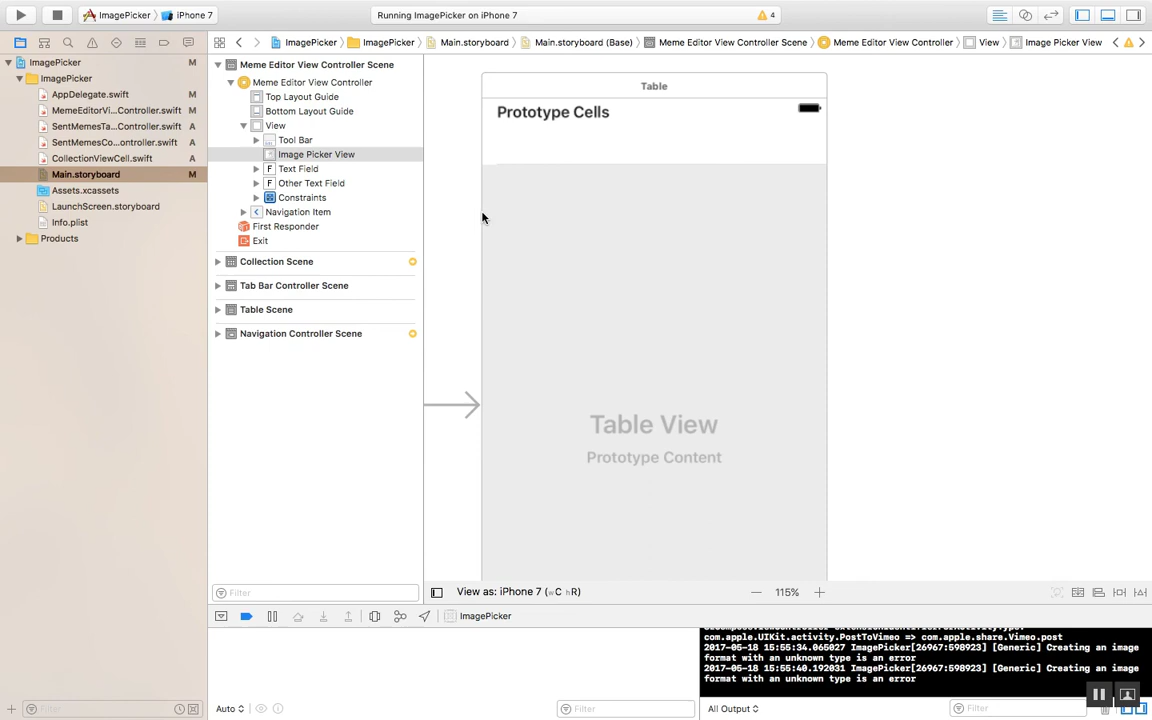 ImagePicker iPhone 7 Running ImagePicker on iPhone 7 4
ImagePicker ImagePicker Main.storyboard Main.storyboard (Base) Meme Editor View Controller Scene Meme Editor View Controller View Image Picker View
ImagePicker M
ImagePicker
AppDelegate.swift M
MemeEditorVi...Controller.swift M
SentMemesTa...Controller.swift A
SentMemesCo...ontroller.swift A
CollectionViewCell.swift A
Main.storyboard M
Assets.xcassets
LaunchScreen.storyboard
Info.plist
Products
Filter
Meme Editor View Controller Scene
Meme Editor View Controller
Top Layout Guide
Bottom Layout Guide
View
Tool Bar
Image Picker View
F Text Field
F Other Text Field
Constraints
Navigation Item
First Responder
Exit
Collection Scene
Tab Bar Controller Scene
Table Scene
Navigation Controller Scene
Filter
Table
Prototype Cells
Table View
Prototype Content
View as: iPhone 7 (wC hR) 115%
ImagePicker
Auto Filter
com.apple.UIKit.activity.PostToVimeo => com.apple.share.Vimeo.post
2017-05-18 15:55:34.065027 ImagePicker[26967:598923] [Generic] Creating an image
format with an unknown type is an error
2017-05-18 15:55:40.192031 ImagePicker[26967:598923] [Generic] Creating an image
format with an unknown type is an error
All Output Filter